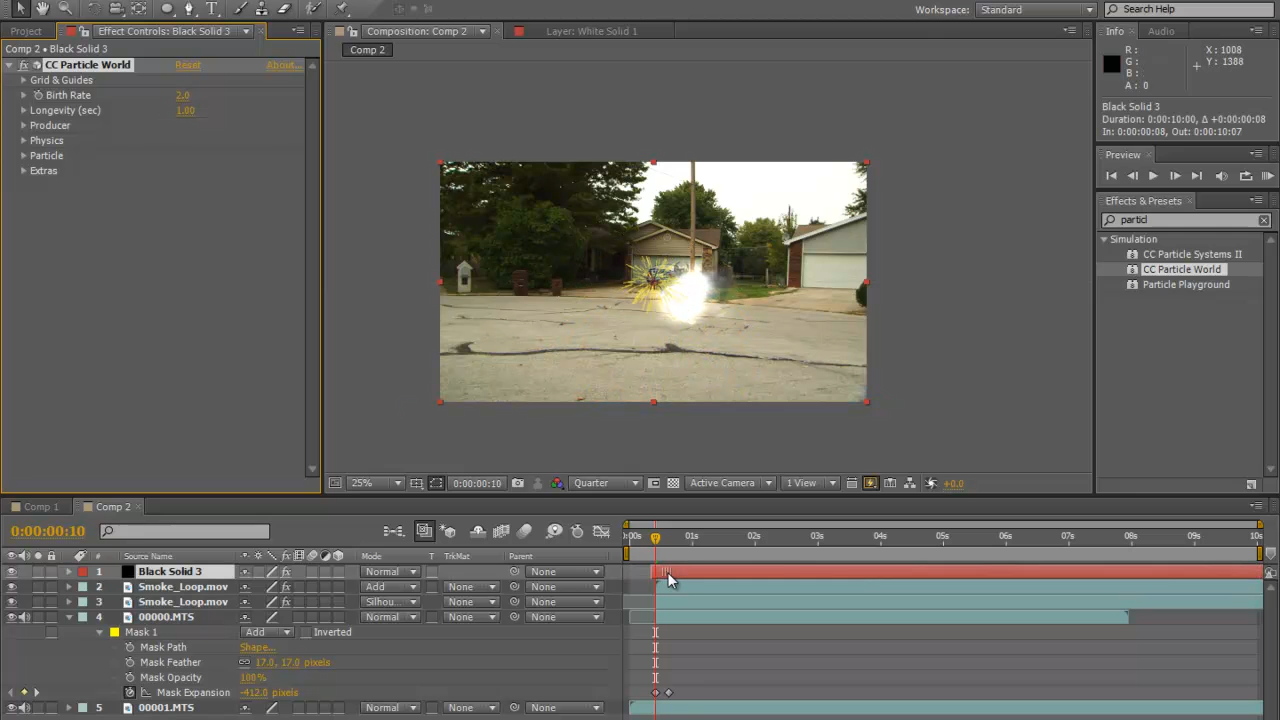 Workspace: Standard Search Help
Project Effect Controls: Black Solid 3 Composition: Comp 2 Layer: White Solid 1 Info Audio
Comp 2 • Black Solid 3 Comp 2
fx CC Particle World Reset About...
Grid & Guides
Birth Rate 2.0
Longevity (sec) 1.00
Producer
Physics
Particle
Extras
R: X: 1008
G: Y: 1388
B:
A: 0
Black Solid 3
Duration: 0:00:10:00, Δ +0:00:00:08
In: 0:00:00:08, Out: 0:00:10:07
Preview
Effects & Presets
particl
Simulation
CC Particle Systems II
CC Particle World
Particle Playground
25% 0:00:00:10 Quarter Active Camera 1 View +0.0
Comp 1 Comp 2
0:00:00:10 0:00s 01s 02s 03s 04s 05s 06s 07s 08s 09s 10s
# Source Name fx Mode T TrkMat Parent
1 Black Solid 3 fx Normal None
2 Smoke_Loop.mov fx Add None None
3 Smoke_Loop.mov fx Silhou... None None
4 00000.MTS Normal None None
Mask 1 Add Inverted
Mask Path Shape...
Mask Feather 17.0, 17.0 pixels
Mask Opacity 100%
Mask Expansion -412.0 pixels
5 00001.MTS Normal None None